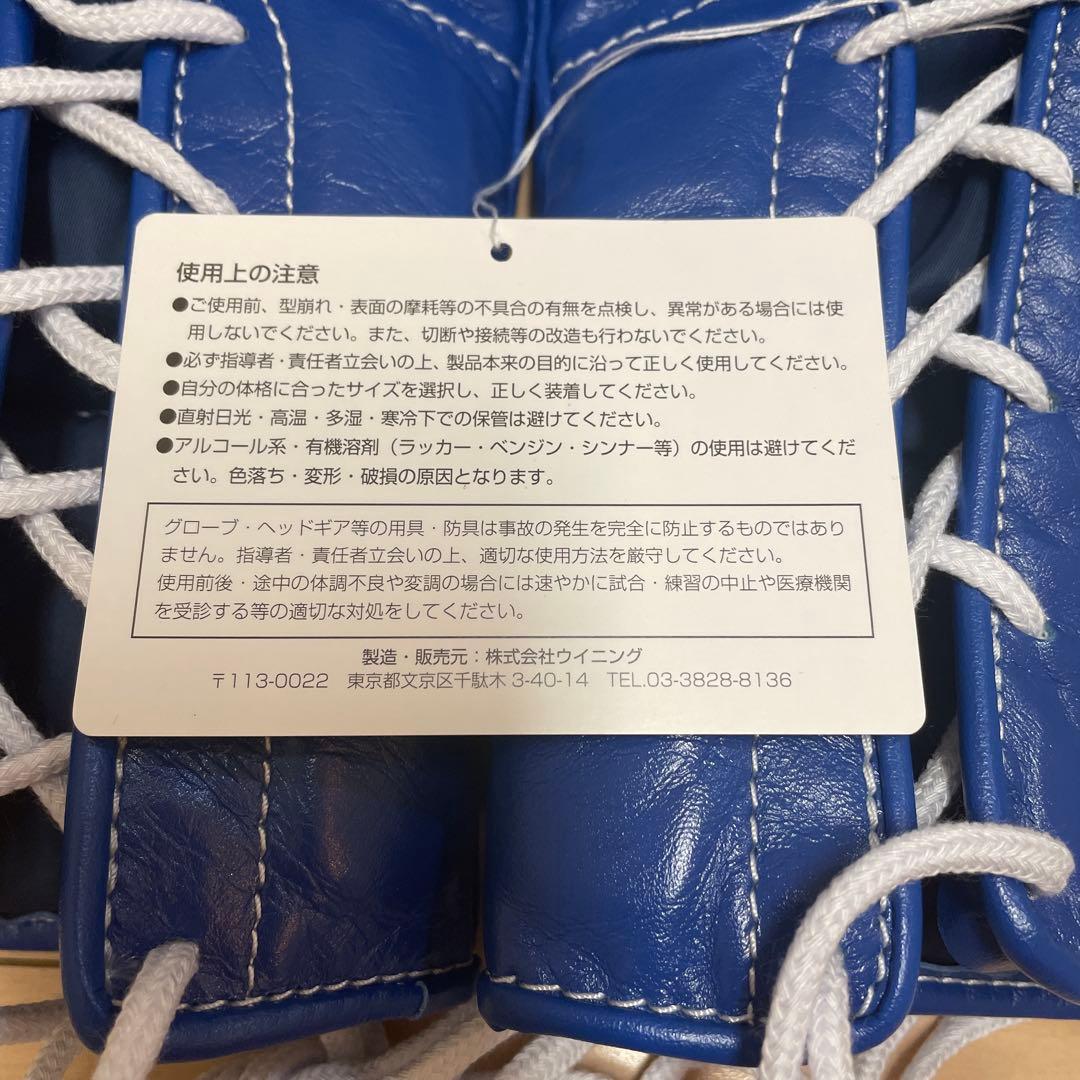 使用上の注意
●ご使用前、型崩れ・表面の摩耗等の不具合の有無を点検し、異常がある場合には使
用しないでください。また、切断や接続等の改造も行わないでください。
●必ず指導者・責任者立会いの上、製品本来の目的に沿って正しく使用してください。
●自分の体格に合ったサイズを選択し、正しく装着してください。
●直射日光・高温・多湿・寒冷下での保管は避けてください。
●アルコール系・有機溶剤（ラッカー・ベンジン・シンナー等）の使用は避けてくだ
さい。色落ち・変形・破損の原因となります。
グローブ・ヘッドギア等の用具・防具は事故の発生を完全に防止するものではあり
ません。指導者・責任者立会いの上、適切な使用方法を厳守してください。
使用前後・途中の体調不良や変調の場合には速やかに試合・練習の中止や医療機関
を受診する等の適切な対処をしてください。
製造・販売元：株式会社ウイニング
〒113-0022 東京都文京区千駄木 3-40-14 TEL.03-3828-8136